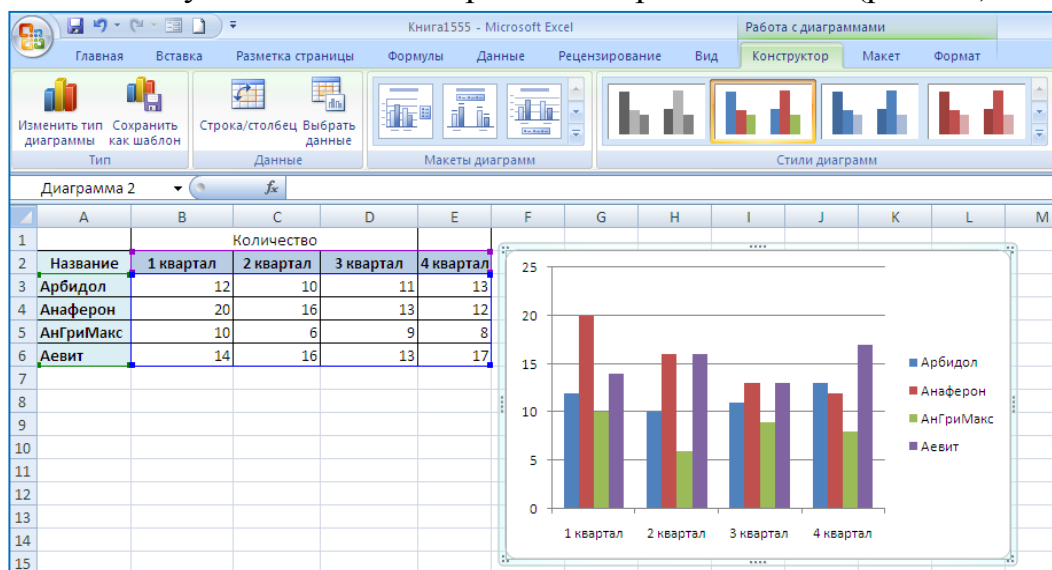 Книга1555 - Microsoft Excel
Работа с диаграммами
Главная Вставка Разметка страницы Формулы Данные Рецензирование Вид Конструктор Макет Формат
Изменить тип диаграммы
Сохранить как шаблон
Строка/столбец
Выбрать данные
Тип Данные Макеты диаграмм Стили диаграмм
Диаграмма 2 fx
A B C D E F G H I J K L M
1 Количество
2 Название 1 квартал 2 квартал 3 квартал 4 квартал
3 Арбидол 12 10 11 13
4 Анаферон 20 16 13 12
5 АнГриМакс 10 6 9 8
6 Аевит 14 16 13 17
7
8
9
10
11
12
13
14
15
25
20
15
10
5
0
1 квартал 2 квартал 3 квартал 4 квартал
Арбидол
Анаферон
АнГриМакс
Аевит